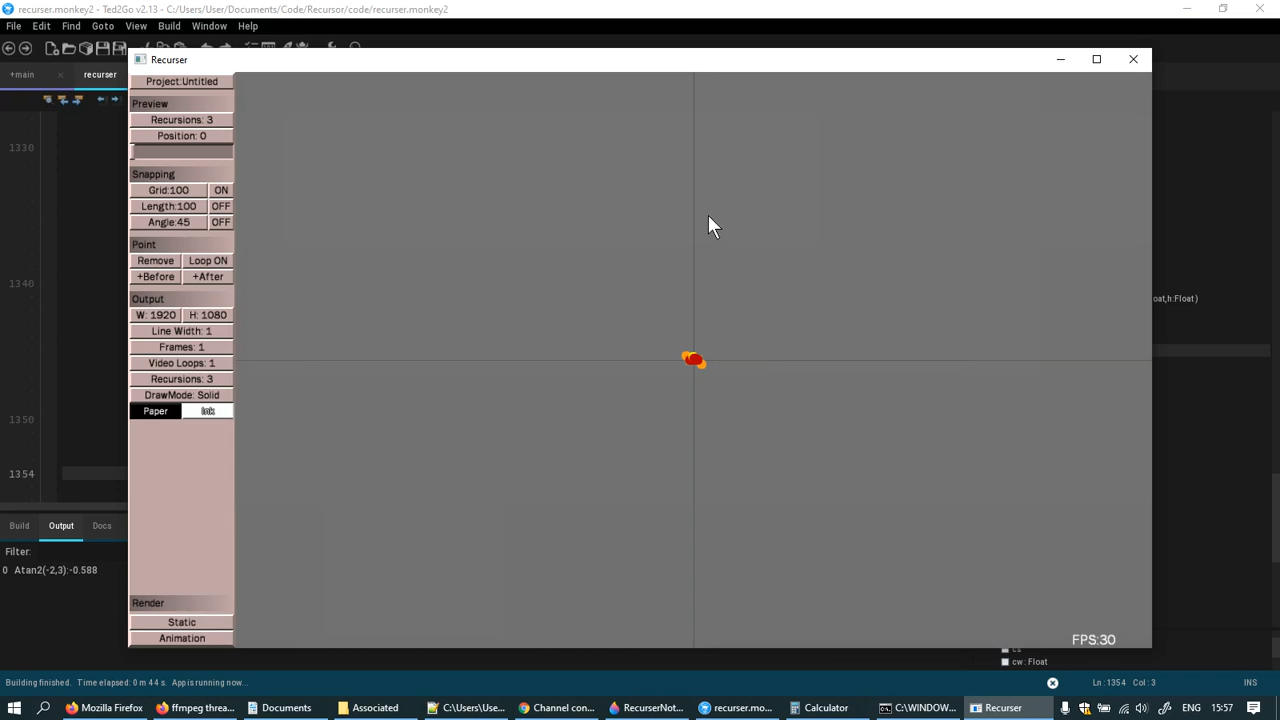 recurser.monkey2 - Ted2Go v2.13 - C:/Users/User/Documents/Code/Recursor/code/recurser.monkey2
File Edit Find Goto View Build Window Help
Recurser
+main × recurser
Project:Untitled
Preview
Recursions: 3
Position: 0
Snapping
Grid:100 ON
Length:100 OFF
Angle:45 OFF
Point
Remove Loop ON
+Before +After
Output
W: 1920 H: 1080
Line Width: 1
Frames: 1
Video Loops: 1
Recursions: 3
DrawMode: Solid
Paper Ink
Render
Static
Animation
FPS:30
1330
1340
1350
1354
oat,h:Float)
Build Output Docs
Filter:
0 Atan2(-2,3):-0.588
cw: Float
Building finished. Time elapsed: 0 m 44 s. App is running now...
Ln : 1354 Col : 3 INS
Mozilla Firefox ffmpeg threa... Documents Associated C:\Users\Use... Channel con... RecurserNot... recurser.mo... Calculator C:\WINDOW... Recurser ENG 15:57